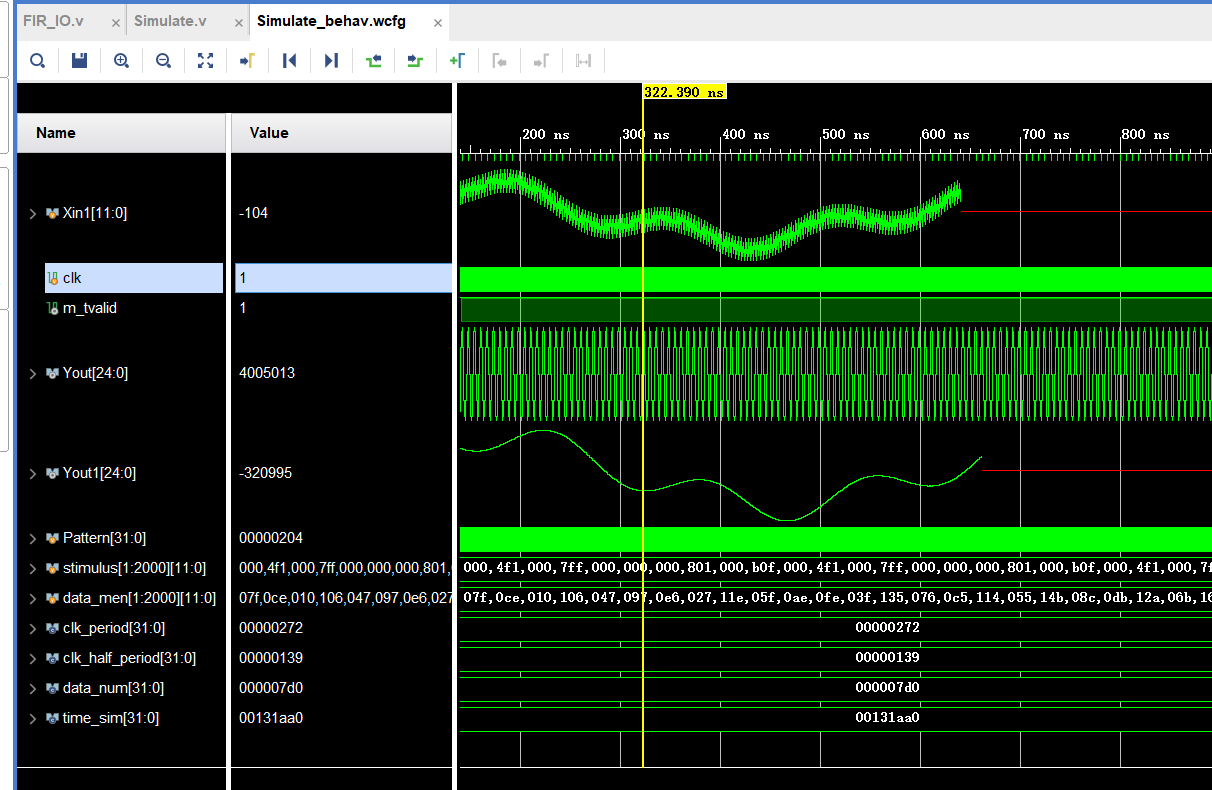 FIR_IO.v × Simulate.v × Simulate_behav.wcfg ×
322.390 ns
Name Value
200 ns 300 ns 400 ns 500 ns 600 ns 700 ns 800 ns
Xin1[11:0] -104
clk 1
m_tvalid 1
Yout[24:0] 4005013
Yout1[24:0] -320995
Pattern[31:0] 00000204
stimulus[1:2000][11:0] 000,4f1,000,7ff,000,000,000,801, 000,4f1,000,7ff,000,000,000,801,000,b0f,000,4f1,000,7ff,000,000,000,801,000,b0f,000,4f1,000,7f
data_men[1:2000][11:0] 07f,0ce,010,106,047,097,0e6,027 07f,0ce,010,106,047,097,0e6,027,11e,05f,0ae,0fe,03f,135,076,0c5,114,055,14b,08c,0db,12a,06b,16
clk_period[31:0] 00000272 00000272
clk_half_period[31:0] 00000139 00000139
data_num[31:0] 000007d0 000007d0
time_sim[31:0] 00131aa0 00131aa0